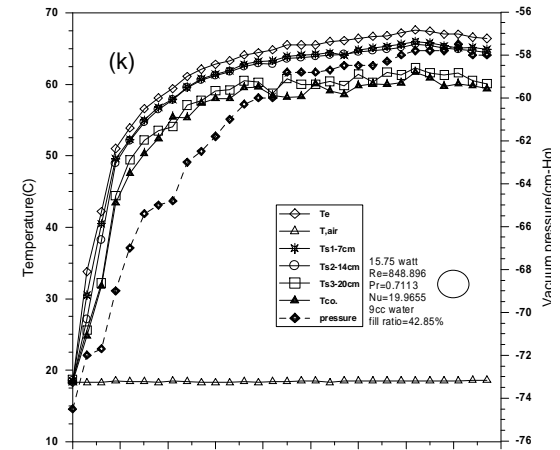 70
60
50
40
30
20
10
Temperature(C)
(k)
-56
-58
-60
-62
-64
-66
-68
-70
-72
-74
-76
Vacuum pressure(cm-Hg)
Te
T,air
Ts1-7cm
Ts2-14cm
Ts3-20cm
Tco.
pressure
15.75 watt
Re=848.896
Pr=0.7113
Nu=19.9655
9cc water
fill ratio=42.85%